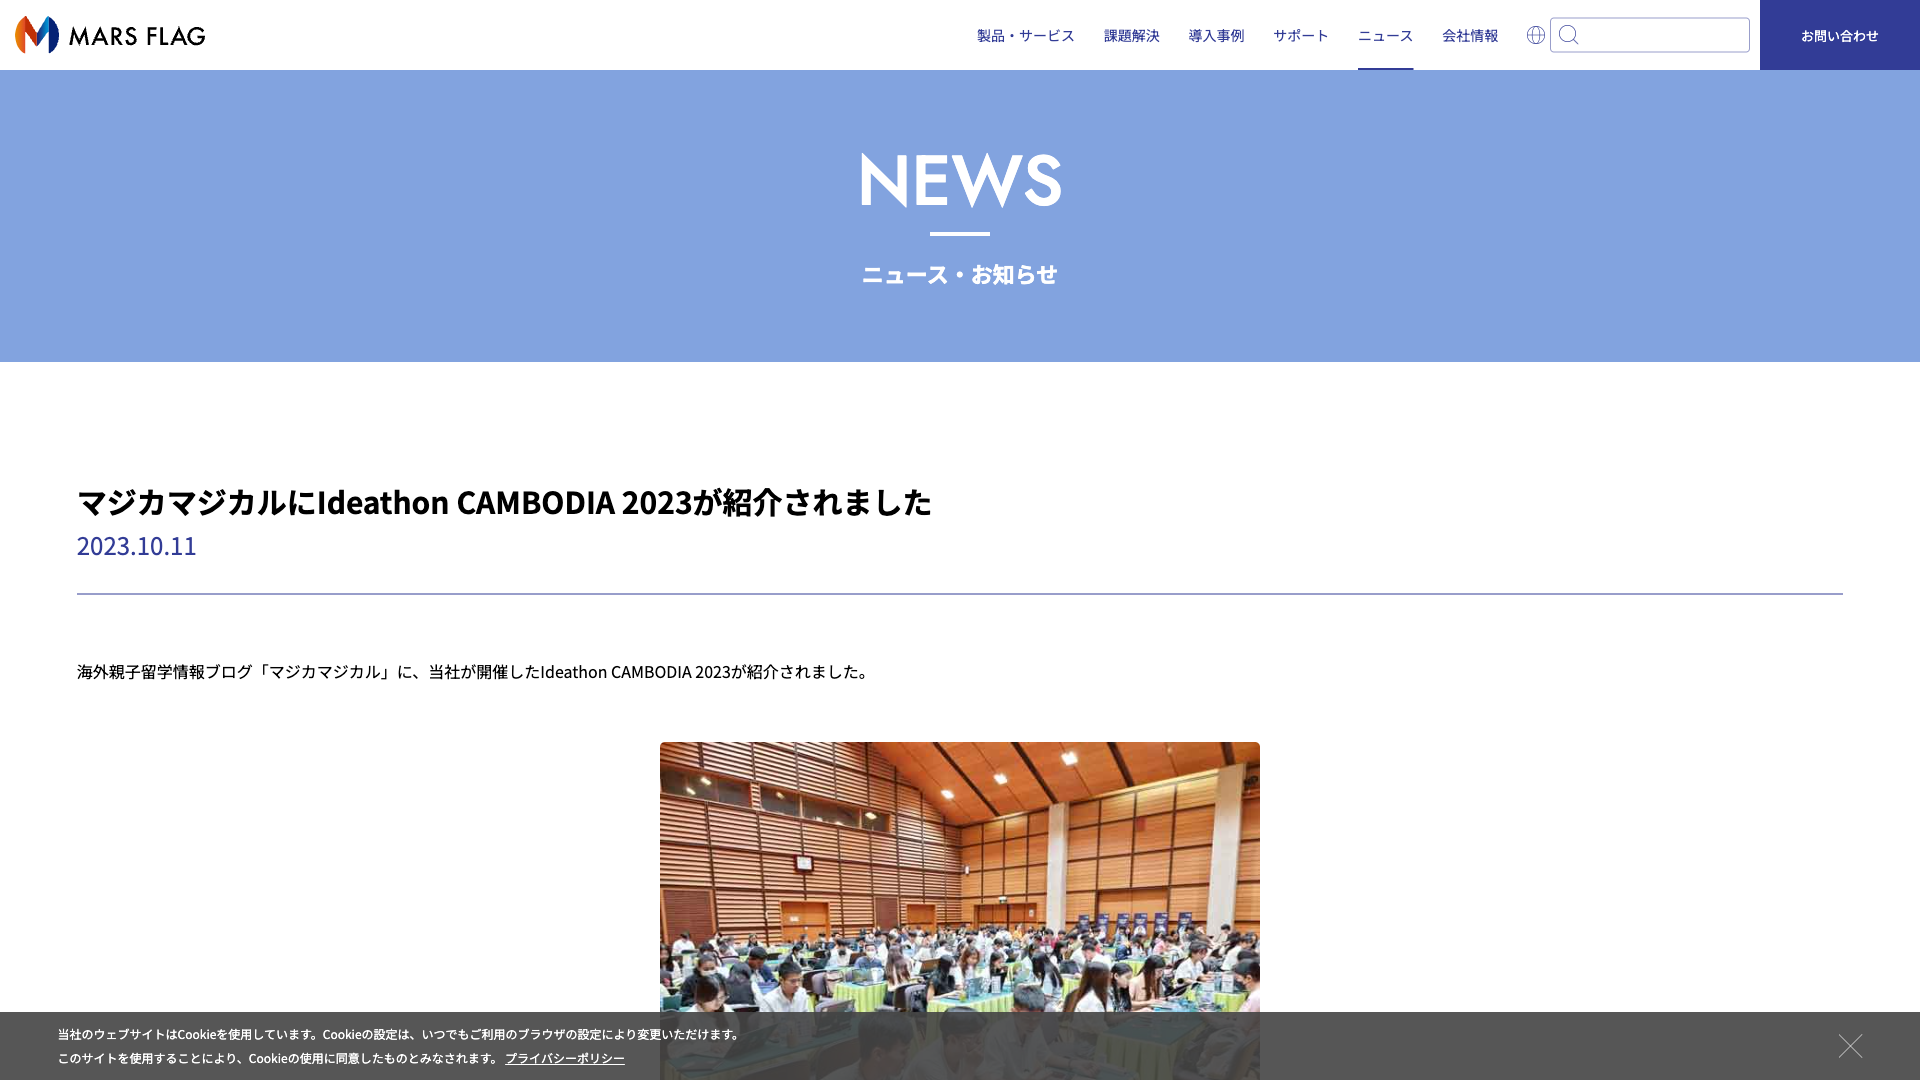 MARS FLAG
製品・サービス 課題解決 導入事例 サポート ニュース 会社情報 お問い合わせ
NEWS
ニュース・お知らせ
マジカマジカルにIdeathon CAMBODIA 2023が紹介されました
2023.10.11
海外親子留学情報ブログ「マジカマジカル」に、当社が開催したIdeathon CAMBODIA 2023が紹介されました。
当社のウェブサイトはCookieを使用しています。Cookieの設定は、いつでもご利用のブラウザの設定により変更いただけます。
このサイトを使用することにより、Cookieの使用に同意したものとみなされます。 プライバシーポリシー